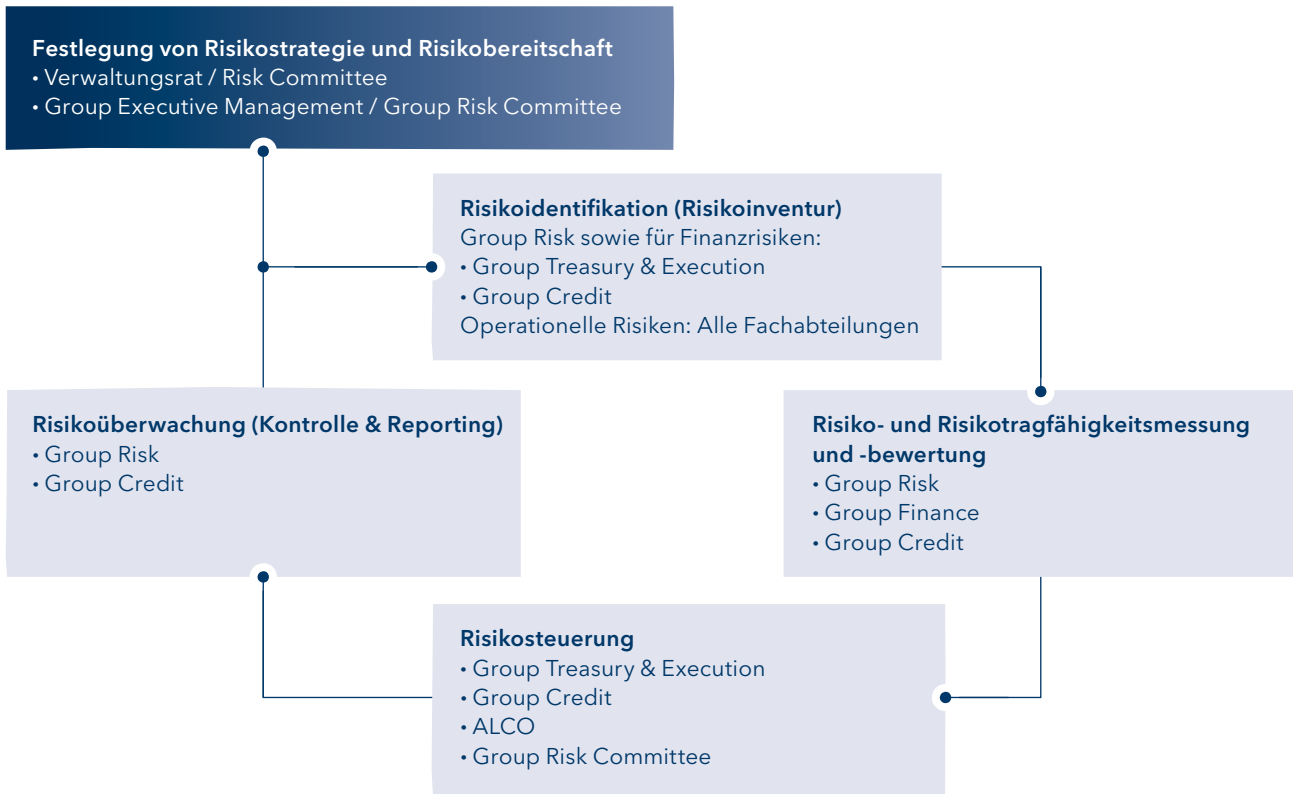 Festlegung von Risikostrategie und Risikobereitschaft
• Verwaltungsrat / Risk Committee
• Group Executive Management / Group Risk Committee
Risikoidentifikation (Risikoinventur)
Group Risk sowie für Finanzrisiken:
• Group Treasury & Execution
• Group Credit
Operationelle Risiken: Alle Fachabteilungen
Risikoüberwachung (Kontrolle & Reporting)
• Group Risk
• Group Credit
Risiko- und Risikotragfähigkeitsmessung
und -bewertung
• Group Risk
• Group Finance
• Group Credit
Risikosteuerung
• Group Treasury & Execution
• Group Credit
• ALCO
• Group Risk Committee